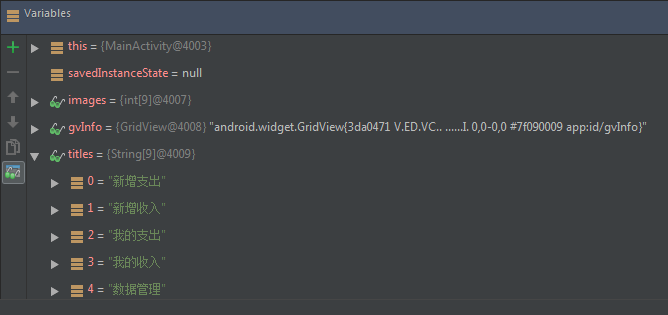 Variables
this = {MainActivity@4003}
savedInstanceState = null
images = {int[9]@4007}
gvInfo = {GridView@4008} "android.widget.GridView{3da0471 V.ED.VC.. ......I. 0,0-0,0 #7f090009 app:id/gvInfo}"
titles = {String[9]@4009}
0 = "新增支出"
1 = "新增收入"
2 = "我的支出"
3 = "我的收入"
4 = "数据管理"